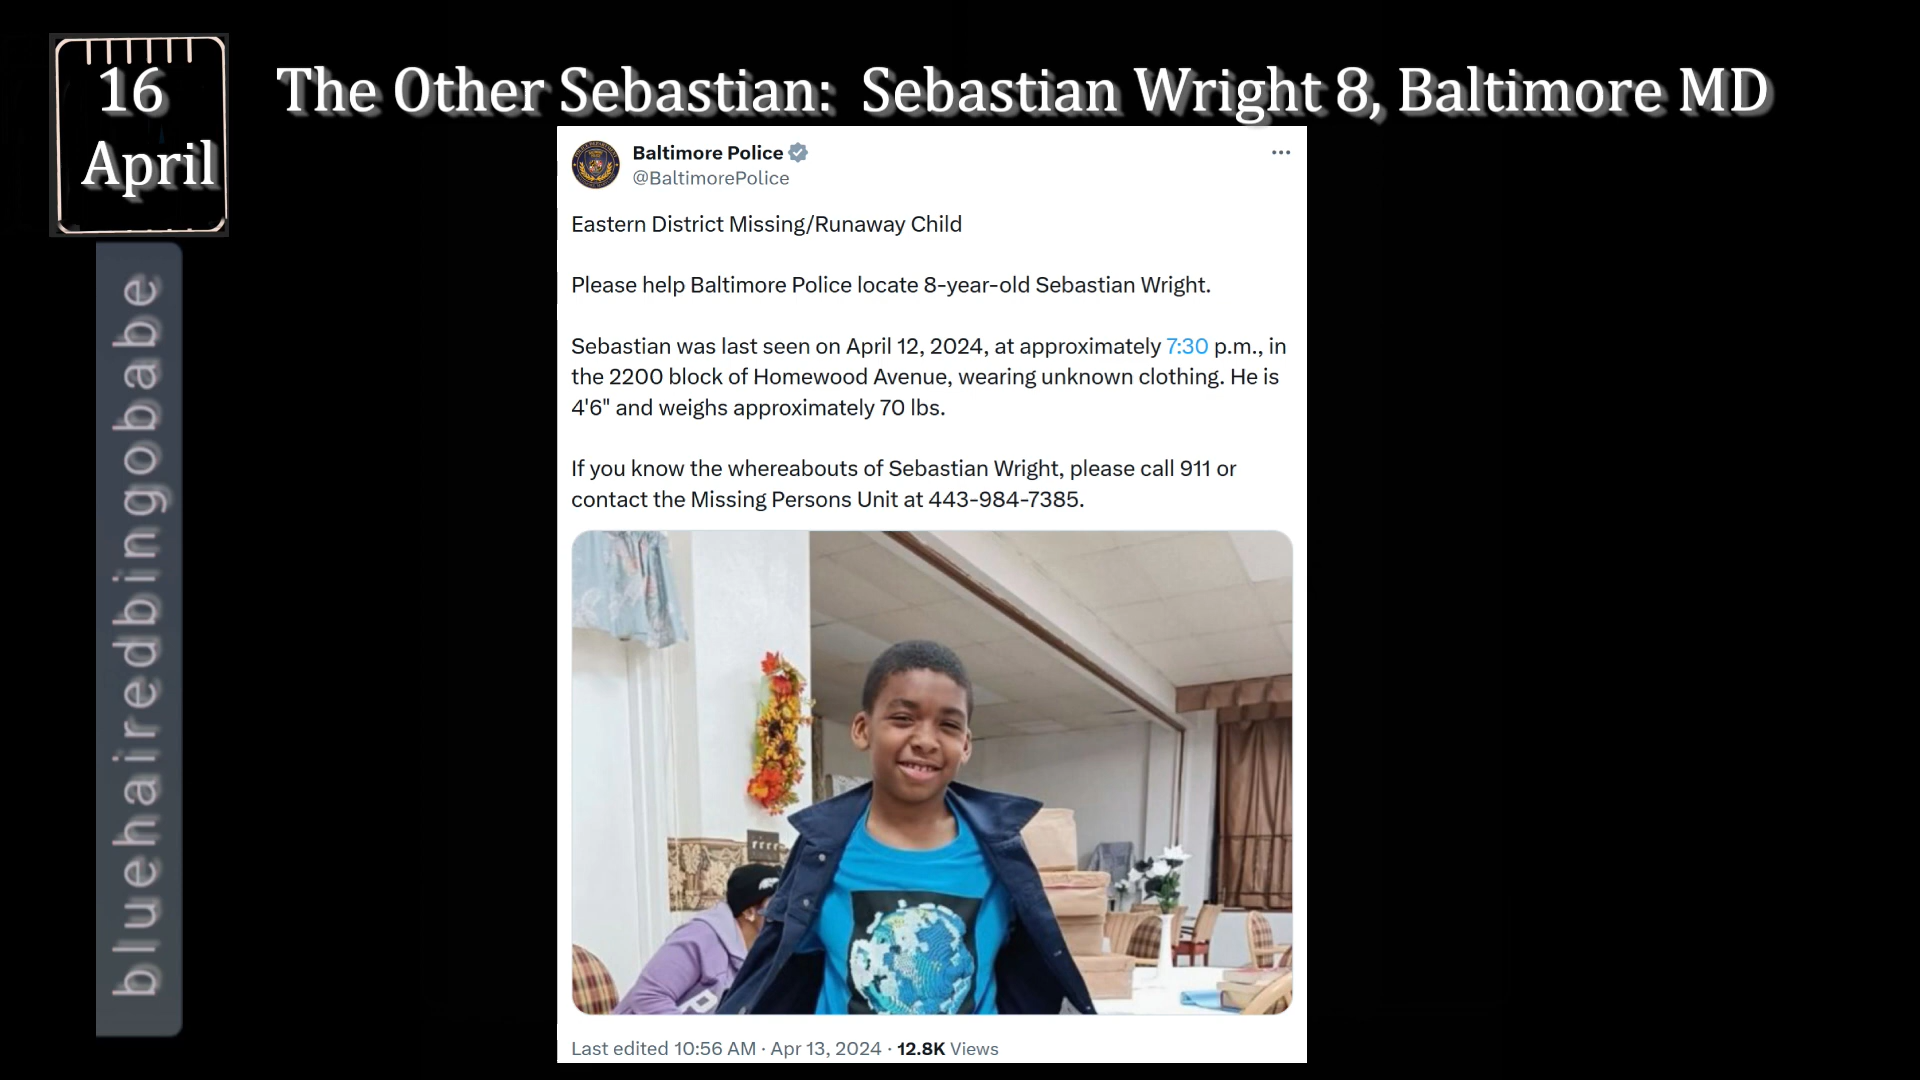 16
April
The Other Sebastian: Sebastian Wright 8, Baltimore MD
bluehairedbingobabe
Baltimore Police
@BaltimorePolice
Eastern District Missing/Runaway Child
Please help Baltimore Police locate 8-year-old Sebastian Wright.
Sebastian was last seen on April 12, 2024, at approximately 7:30 p.m., in
the 2200 block of Homewood Avenue, wearing unknown clothing. He is
4'6" and weighs approximately 70 lbs.
If you know the whereabouts of Sebastian Wright, please call 911 or
contact the Missing Persons Unit at 443-984-7385.
Last edited 10:56 AM · Apr 13, 2024 · 12.8K Views